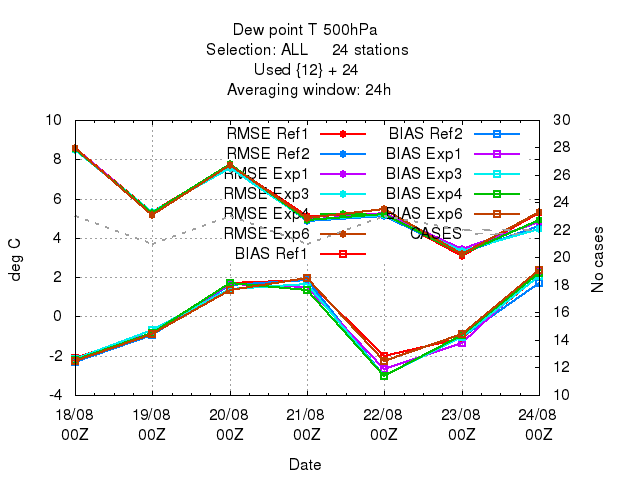 Dew point T 500hPa
Selection: ALL     24 stations
Used {12} + 24
Averaging window: 24h
10 30
8 28
6 26
4 24
2 22
0 20
-2 18
-4 16
14
12
10
deg C
No cases
RMSE Ref1 BIAS Ref2
RMSE Ref2 BIAS Exp1
RMSE Exp1 BIAS Exp3
RMSE Exp3 BIAS Exp4
RMSE Exp4 BIAS Exp6
RMSE Exp6 CASES
BIAS Ref1
18/08 19/08 20/08 21/08 22/08 23/08 24/08
00Z 00Z 00Z 00Z 00Z 00Z 00Z
Date